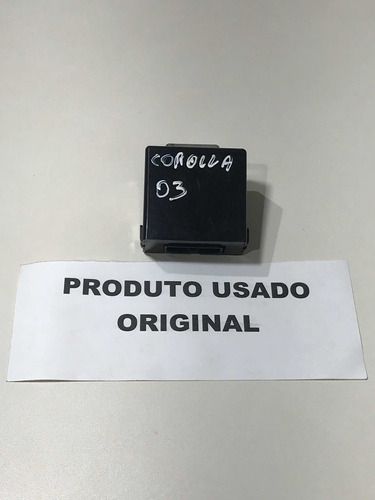 COROLLA
03
PRODUTO USADO
ORIGINAL